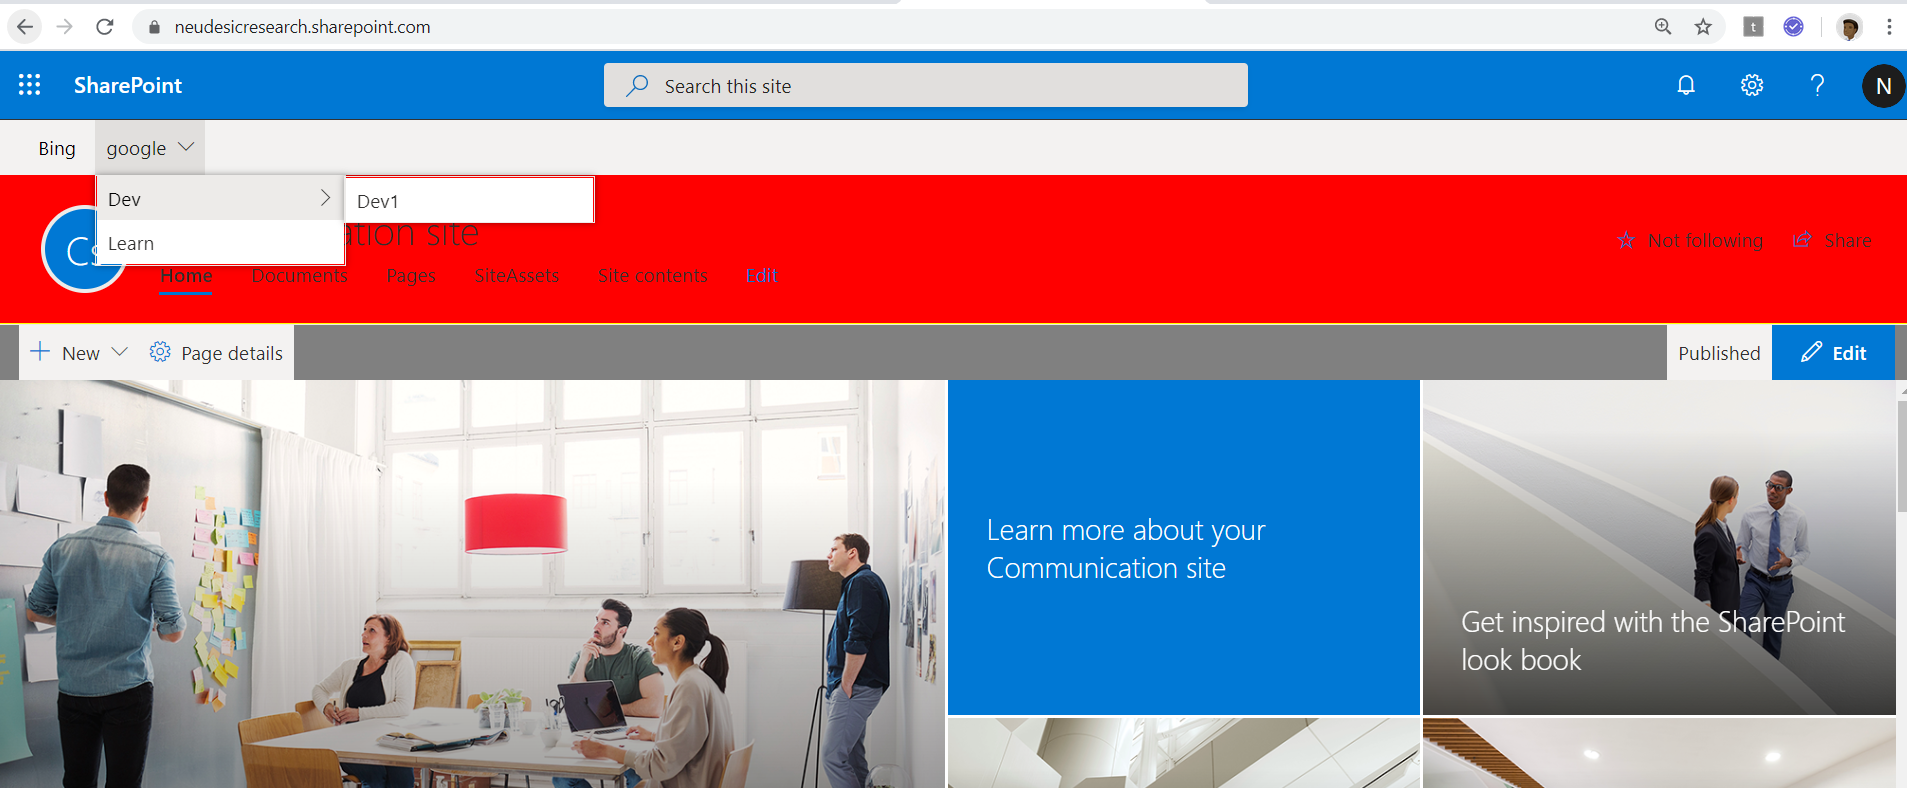 neudesicresearch.sharepoint.com
t
SharePoint
Search this site
?
N
Bing
google
Dev
Dev1
Learn
Cs
ation site
Not following
Share
Home
Documents
Pages
SiteAssets
Site contents
Edit
New
Page details
Published
Edit
Learn more about your
Communication site
Get inspired with the SharePoint
look book